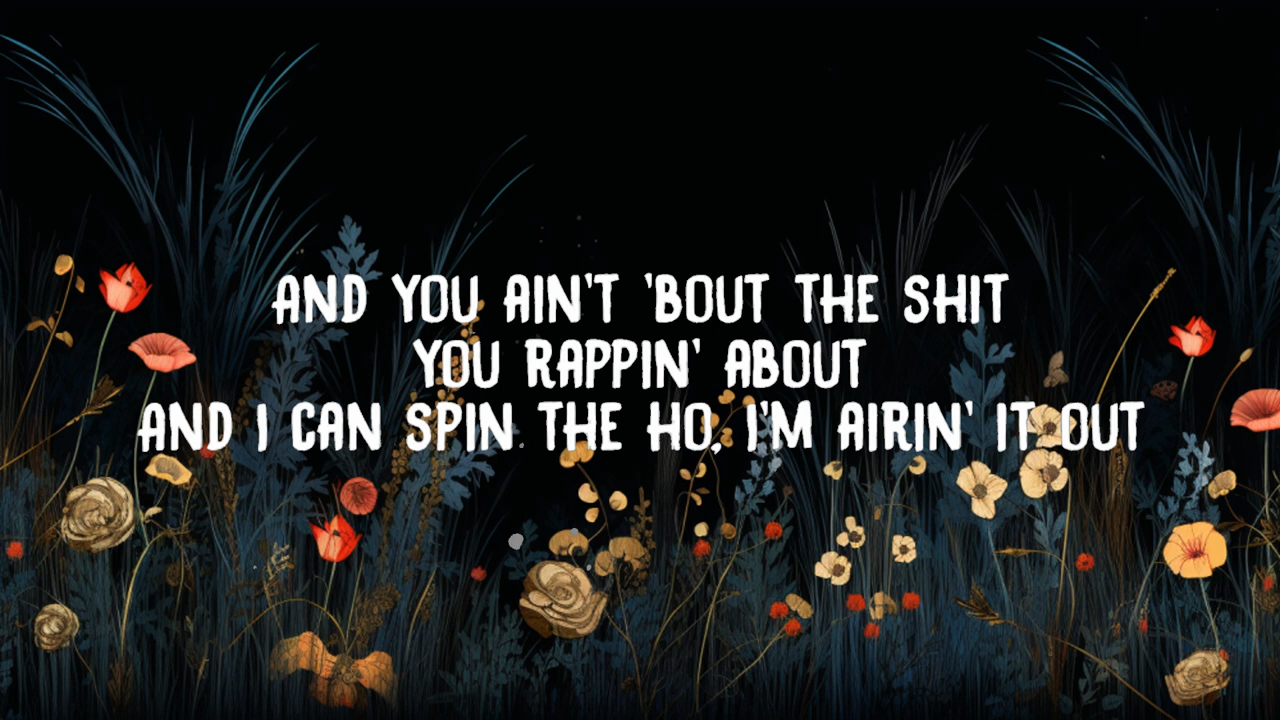 AND YOU AIN'T 'BOUT THE SHIT
YOU RAPPIN' ABOUT
AND I CAN SPIN THE HO, I'M AIRIN' IT OUT